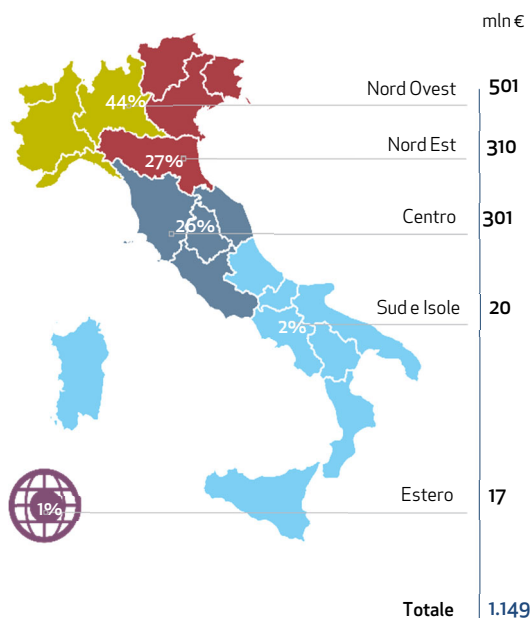 mln €
Nord Ovest 501
44%
Nord Est 310
27%
Centro 301
26%
Sud e Isole 20
2%
Estero 17
1%
Totale 1.149